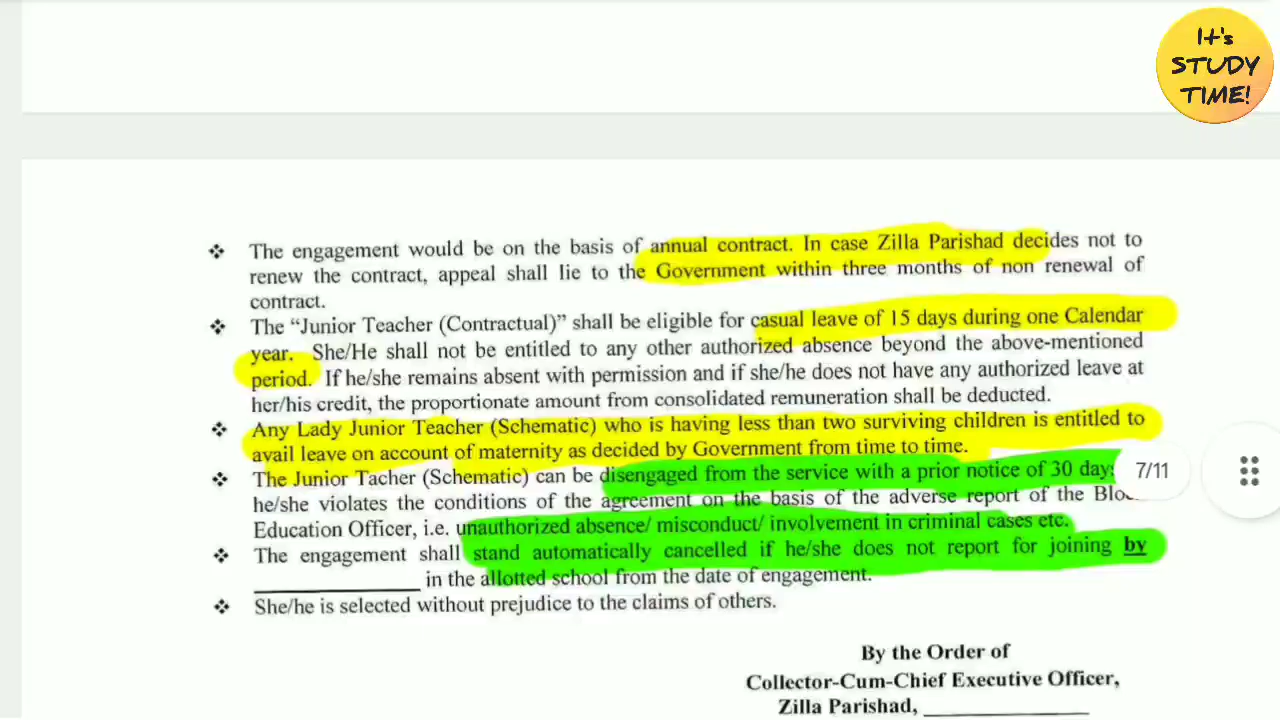 It's
STUDY
TIME!
❖ The engagement would be on the basis of annual contract. In case Zilla Parishad decides not to
renew the contract, appeal shall lie to the Government within three months of non renewal of
contract.
❖ The “Junior Teacher (Contractual)” shall be eligible for casual leave of 15 days during one Calendar
year. She/He shall not be entitled to any other authorized absence beyond the above-mentioned
period. If he/she remains absent with permission and if she/he does not have any authorized leave at
her/his credit, the proportionate amount from consolidated remuneration shall be deducted.
❖ Any Lady Junior Teacher (Schematic) who is having less than two surviving children is entitled to
avail leave on account of maternity as decided by Government from time to time.
❖ The Junior Tacher (Schematic) can be disengaged from the service with a prior notice of 30
he/she violates the conditions of the agreement on the basis of the adverse report of the
Education Officer, i.e. unauthorized absence/ misconduct/ involvement in criminal cases etc.
❖ The engagement shall stand automatically cancelled if he/she does not report for joining by
____________ in the allotted school from the date of engagement.
❖ She/he is selected without prejudice to the claims of others.
7/11
By the Order of
Collector-Cum-Chief Executive Officer,
Zilla Parishad, ____________